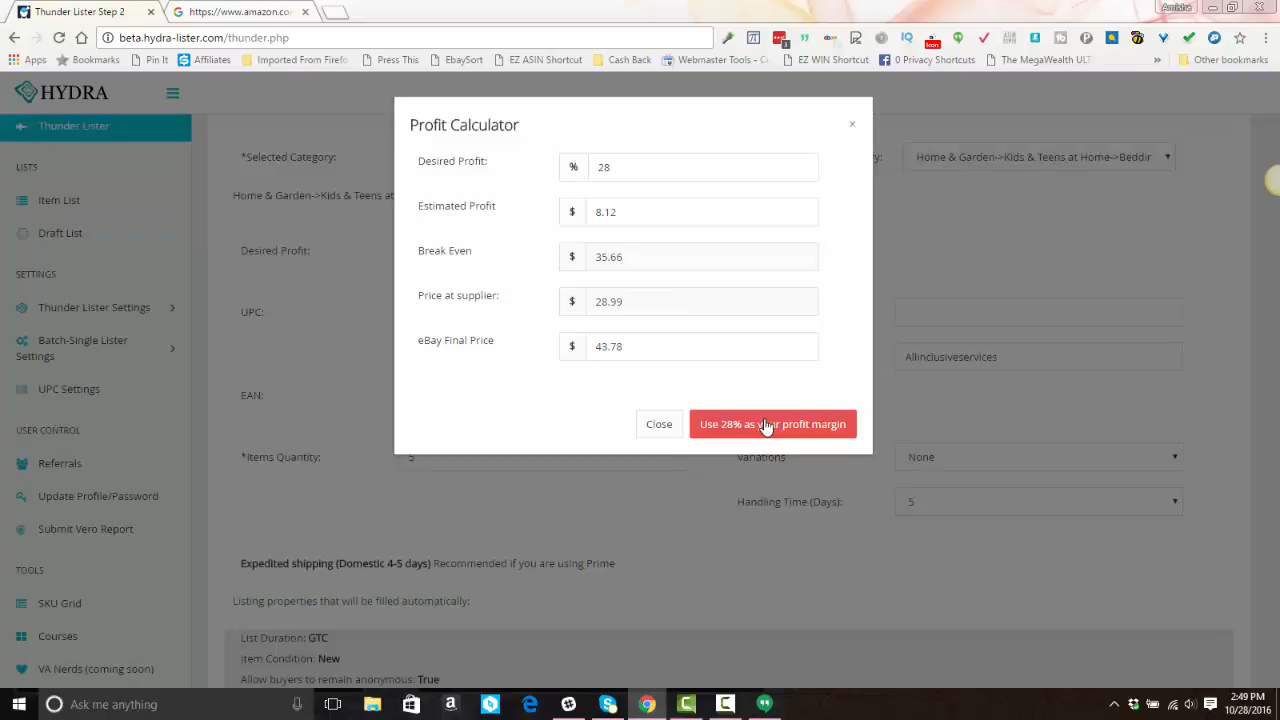 Thunder Lister Step 2
https://www.amazon.com:
Amishe
beta.hydra-lister.com/thunder.php
Apps
Bookmarks
Pin It
Affiliates
Imported From Firefo
Press This
EbaySoft
EZ ASIN Shortcut
Cash Back
Webmaster Tools - C
EZ WIN Shortcut
0 Privacy Shortcuts
The MegaWealth ULT
»
Other bookmarks
HYDRA
Thunder Lister
LISTS
Item List
Draft List
SETTINGS
Thunder Lister Settings
Batch-Single Lister
Settings
UPC Settings
USER CONTROL
Referrals
Update Profile/Password
Submit Vero Report
TOOLS
SKU Grid
Courses
VA Nerds (coming soon)
*Selected Category:
Home & Garden->Kids & Teens at Home->Beddir
Home & Garden->Kids & Teens at
Desired Profit:
UPC:
Allinclusiveservices
EAN:
*Items Quantity:
5
Variations
None
Handling Time (Days):
5
Expedited shipping (Domestic 4-5 days) Recommended if you are using Prime
Listing properties that will be filled automatically:
List Duration: GTC
Item Condition: New
Allow buyers to remain anonymous: True
Profit Calculator
×
Desired Profit:
% 28
Estimated Profit
$ 8.12
Break Even
$ 35.66
Price at supplier:
$ 28.99
eBay Final Price
$ 43.78
Close
Use 28% as your profit margin
Ask me anything
2:49 PM
10/28/2016